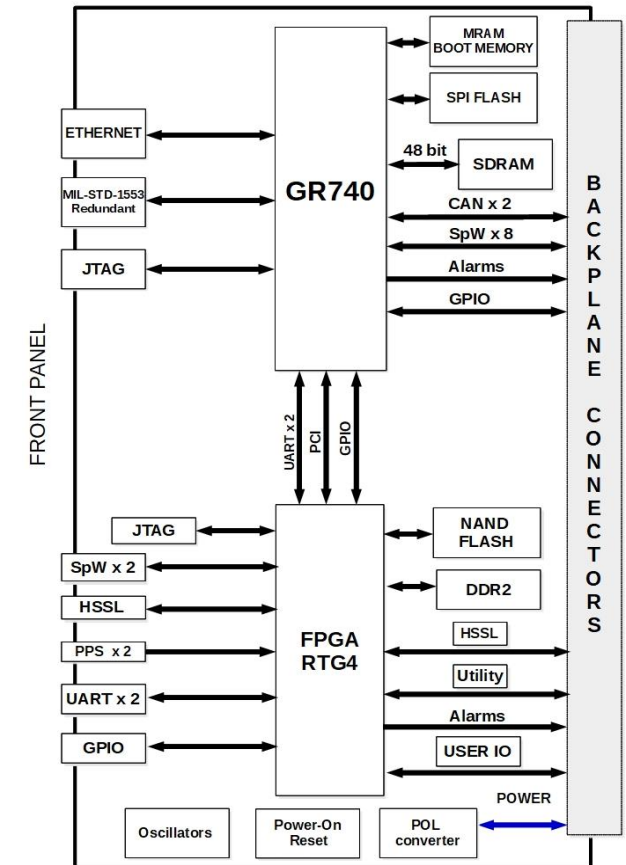 MRAM
BOOT MEMORY
SPI FLASH
48 bit
SDRAM
GR740
ETHERNET
MIL-STD-1553
Redundant
JTAG
CAN x 2
SpW x 8
Alarms
GPIO
FRONT PANEL
BACKPLANE CONNECTORS
UART x 2
PCI
GPIO
JTAG
SpW x 2
HSSL
PPS x 2
UART x 2
GPIO
FPGA
RTG4
NAND
FLASH
DDR2
HSSL
Utility
Alarms
USER IO
POWER
Oscillators
Power-On
Reset
POL
converter